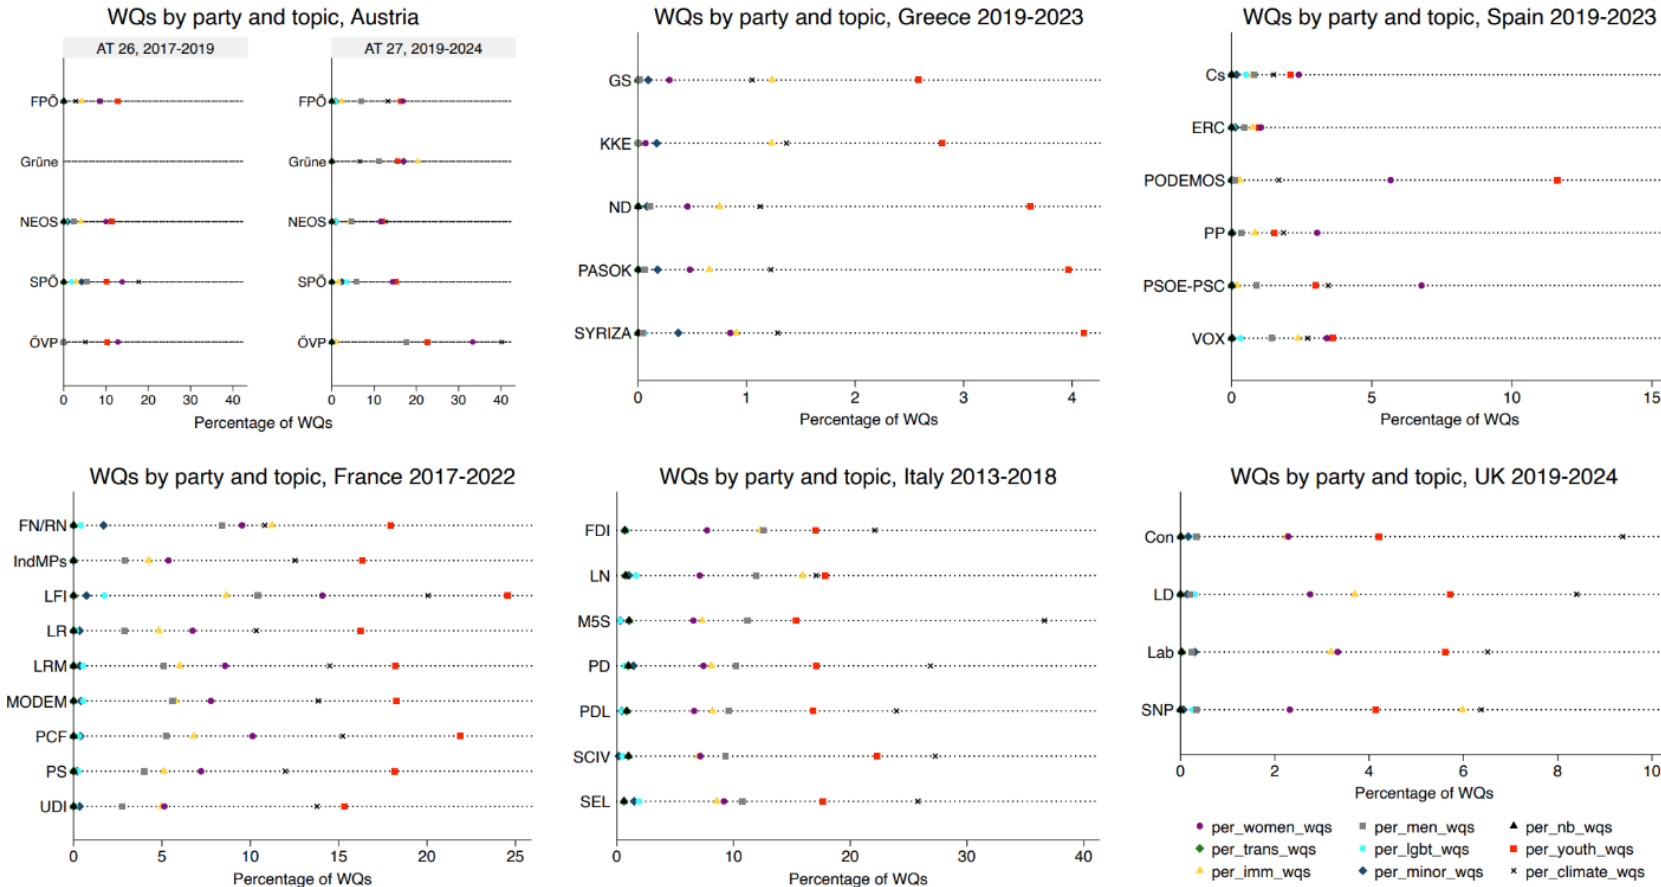 WQs by party and topic, Austria
AT 26, 2017-2019
AT 27, 2019-2024
FPÖ
Grüne
NEOS
SPÖ
ÖVP
0 10 20 30 40
FPÖ
Grüne
NEOS
SPÖ
ÖVP
0 10 20 30 40
Percentage of WQs
WQs by party and topic, Greece 2019-2023
GS
KKE
ND
PASOK
SYRIZA
0 1 2 3 4
Percentage of WQs
WQs by party and topic, Spain 2019-2023
Cs
ERC
PODEMOS
PP
PSOE-PSC
VOX
0 5 10 15
Percentage of WQs
WQs by party and topic, France 2017-2022
FN/RN
IndMPs
LFI
LR
LRM
MODEM
PCF
PS
UDI
0 5 10 15 20 25
Percentage of WQs
WQs by party and topic, Italy 2013-2018
FDI
LN
M5S
PD
PDL
SCIV
SEL
0 10 20 30 40
Percentage of WQs
WQs by party and topic, UK 2019-2024
Con
LD
Lab
SNP
0 2 4 6 8 10
Percentage of WQs
per_women_wqs per_men_wqs per_nb_wqs
per_trans_wqs per_lgbt_wqs per_youth_wqs
per_imm_wqs per_minor_wqs per_climate_wqs